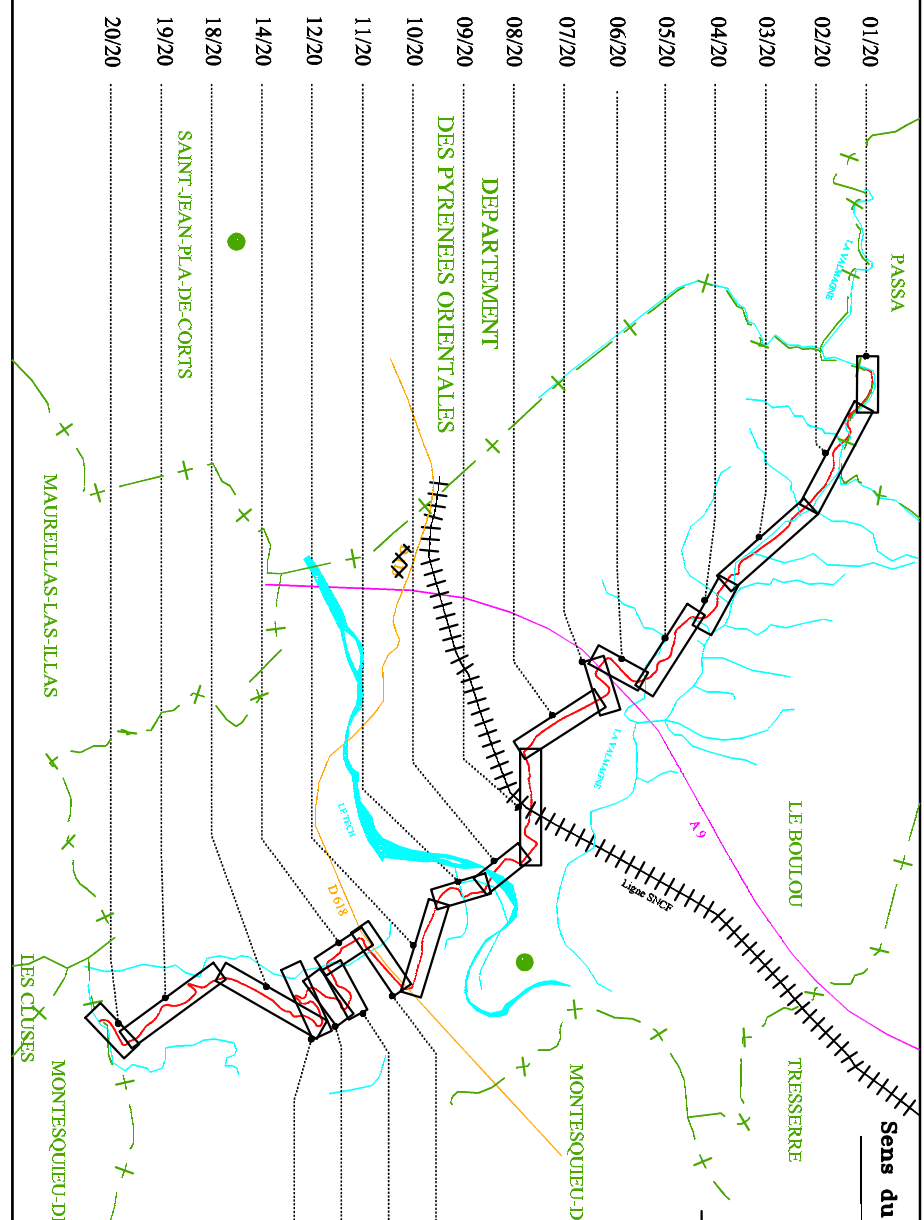 01/20
02/20
03/20
04/20
05/20
06/20
07/20
08/20
09/20
10/20
11/20
12/20
14/20
18/20
19/20
20/20
PASSA
LA VALMAGNE
DEPARTEMENT
DES PYRENEES ORIENTALES
SAINT-JEAN-PLA-DE-CORTS
MAUREILLAS-LAS-ILLAS
LE BOULOU
A 9
LA VALMAGNE
Ligne SNCF
LE TECH
D 618
LES CLUSES
TRESSERRE
MONTESQUIEU-D
MONTESQUIEU-DE
Sens du